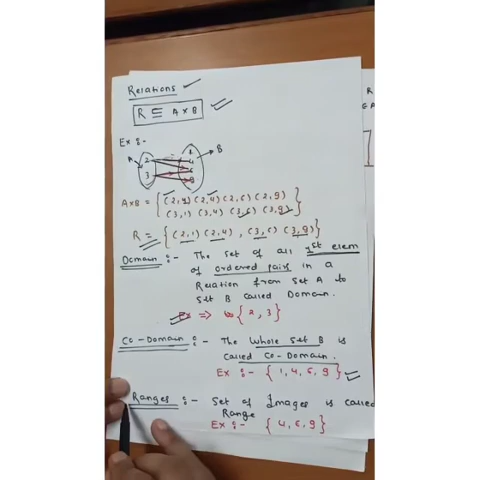 Relations
R ⊆ A×B
Ex:-
A
B
2
3
1
4
6
9
A×B = { (2,1) (2,4) (2,6) (2,9)
(3,1) (3,4) (3,6) (3,9) }
R = { (2,1) (2,4), (3,6) (3,9) }
Domain :- The set of all 1st elem
of ordered pairs in a
Relation from Set A to
Set B called Domain.
Ex => { 2, 3 }
Co-Domain :- The whole Set B is
called Co-Domain.
Ex :- { 1, 4, 6, 9 }
Ranges :- Set of Images is called
Range
Ex :- { 4, 6, 9 }